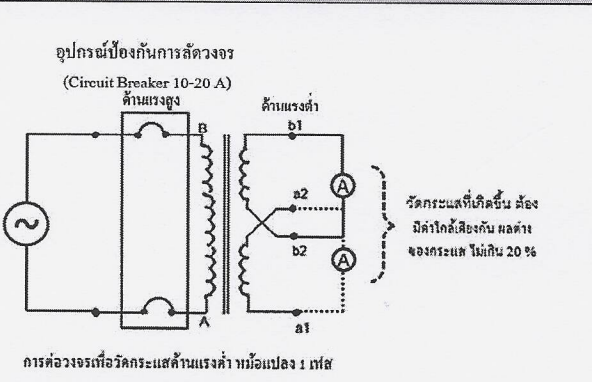 อุปกรณ์ป้องกันการลัดวงจร
(Circuit Breaker 10-20 A)
ด้านแรงสูง
ด้านแรงต่ำ
B
b1
A
a2
วัดกระแสที่เกิดขึ้น ต้อง
มีค่าใกล้เคียงกัน ผลต่าง
ของกระแส ไม่เกิน 20 %
b2
A
A
a1
การต่อวงจรเพื่อวัดกระแสด้านแรงต่ำ หม้อแปลง 1 เฟส